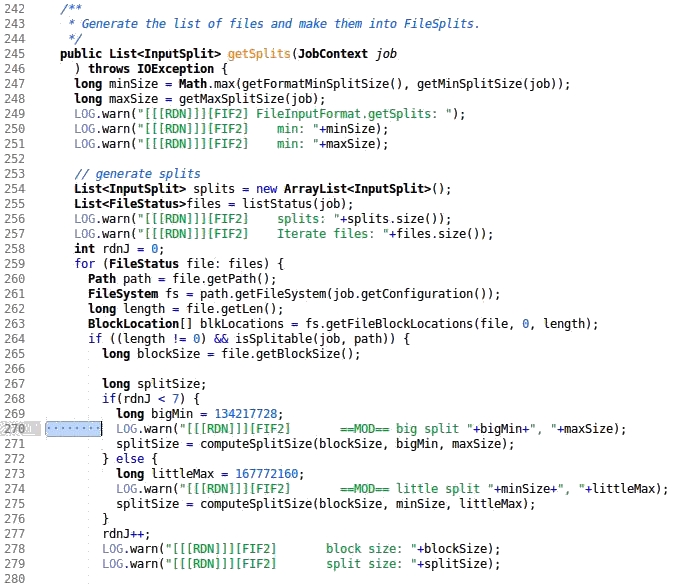 242     /**
243      * Generate the list of files and make them into FileSplits.
244      */
245     public List<InputSplit> getSplits(JobContext job
246       ) throws IOException {
247       long minSize = Math.max(getFormatMinSplitSize(), getMinSplitSize(job));
248       long maxSize = getMaxSplitSize(job);
249       LOG.warn("[[[RDN]]][FIF2] FileInputFormat.getSplits: ");
250       LOG.warn("[[[RDN]]][FIF2]    min: "+minSize);
251       LOG.warn("[[[RDN]]][FIF2]    min: "+maxSize);
252
253       // generate splits
254       List<InputSplit> splits = new ArrayList<InputSplit>();
255       List<FileStatus>files = listStatus(job);
256       LOG.warn("[[[RDN]]][FIF2]    splits: "+splits.size());
257       LOG.warn("[[[RDN]]][FIF2]    Iterate files: "+files.size());
258       int rdnJ = 0;
259       for (FileStatus file: files) {
260         Path path = file.getPath();
261         FileSystem fs = path.getFileSystem(job.getConfiguration());
262         long length = file.getLen();
263         BlockLocation[] blkLocations = fs.getFileBlockLocations(file, 0, length);
264         if ((length != 0) && isSplitable(job, path)) {
265           long blockSize = file.getBlockSize();
266
267           long splitSize;
268           if(rdnJ < 7) {
269             long bigMin = 134217728;
270             LOG.warn("[[[RDN]]][FIF2]       ==MOD== big split "+bigMin+", "+maxSize);
271             splitSize = computeSplitSize(blockSize, bigMin, maxSize);
272           } else {
273             long littleMax = 167772160;
274             LOG.warn("[[[RDN]]][FIF2]       ==MOD== little split "+minSize+", "+littleMax);
275             splitSize = computeSplitSize(blockSize, minSize, littleMax);
276           }
277           rdnJ++;
278           LOG.warn("[[[RDN]]][FIF2]       block size: "+blockSize);
279           LOG.warn("[[[RDN]]][FIF2]       split size: "+splitSize);
280